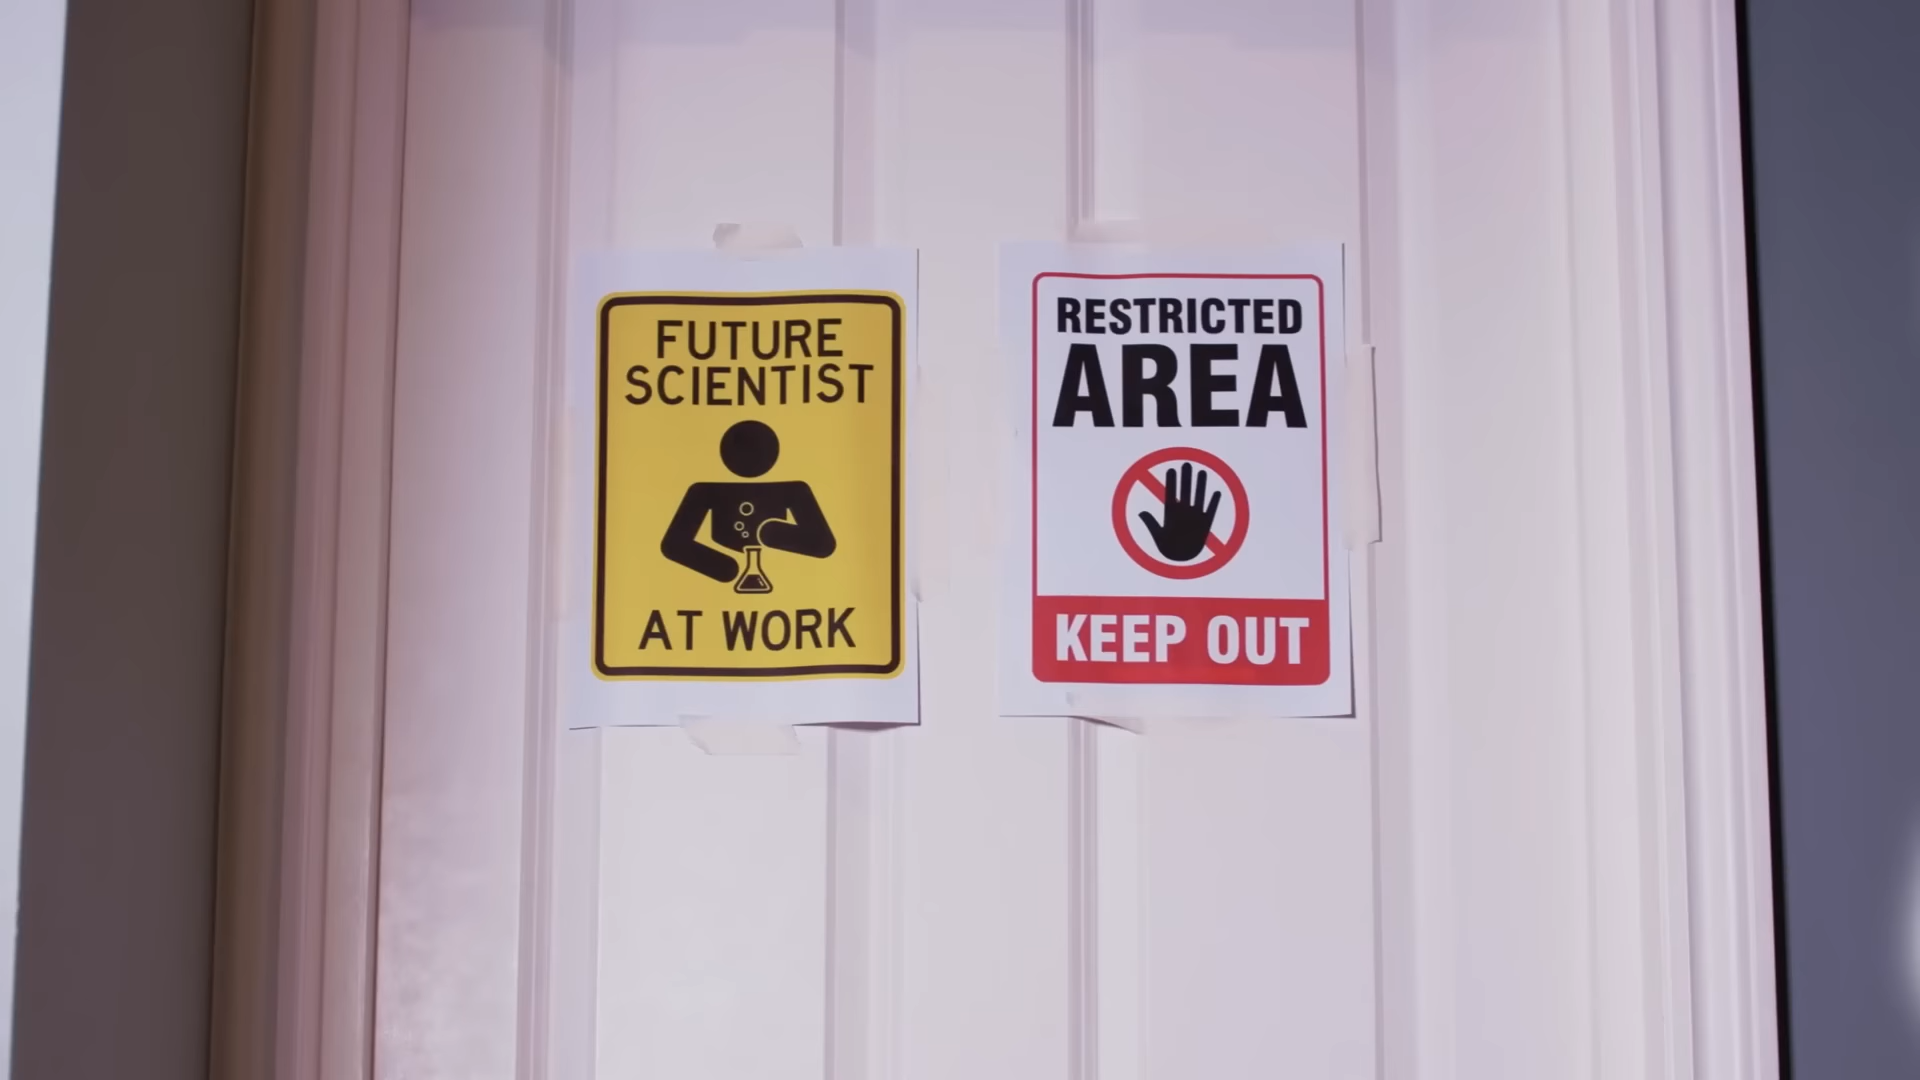 FUTURE
SCIENTIST
AT WORK
RESTRICTED
AREA
KEEP OUT